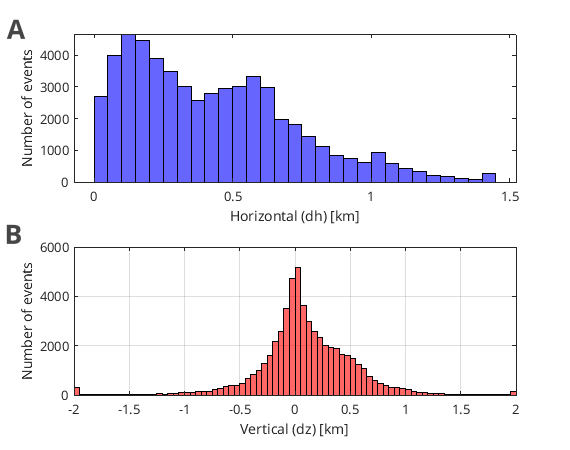 A
Number of events
4000
3000
2000
1000
0
0 0.5 1 1.5
Horizontal (dh) [km]
B
Number of events
6000
4000
2000
0
-2 -1.5 -1 -0.5 0 0.5 1 1.5 2
Vertical (dz) [km]